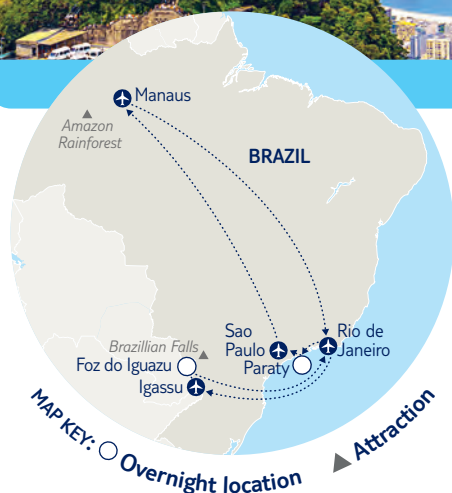 Manaus
Amazon
Rainforest
BRAZIL
Sao
Paulo
Rio de
Janeiro
Paraty
Brazillian Falls
Foz do Iguazu
Igassu
MAP KEY: Overnight location Attraction